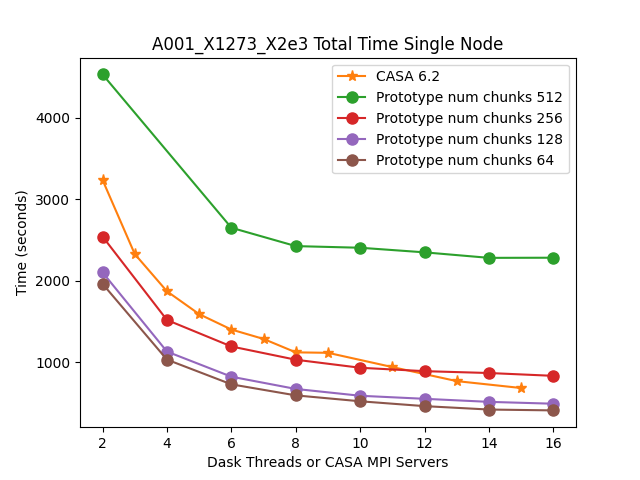 A001_X1273_X2e3 Total Time Single Node
CASA 6.2
Prototype num chunks 512
Prototype num chunks 256
Prototype num chunks 128
Prototype num chunks 64
Time (seconds)
4000
3000
2000
1000
2 4 6 8 10 12 14 16
Dask Threads or CASA MPI Servers